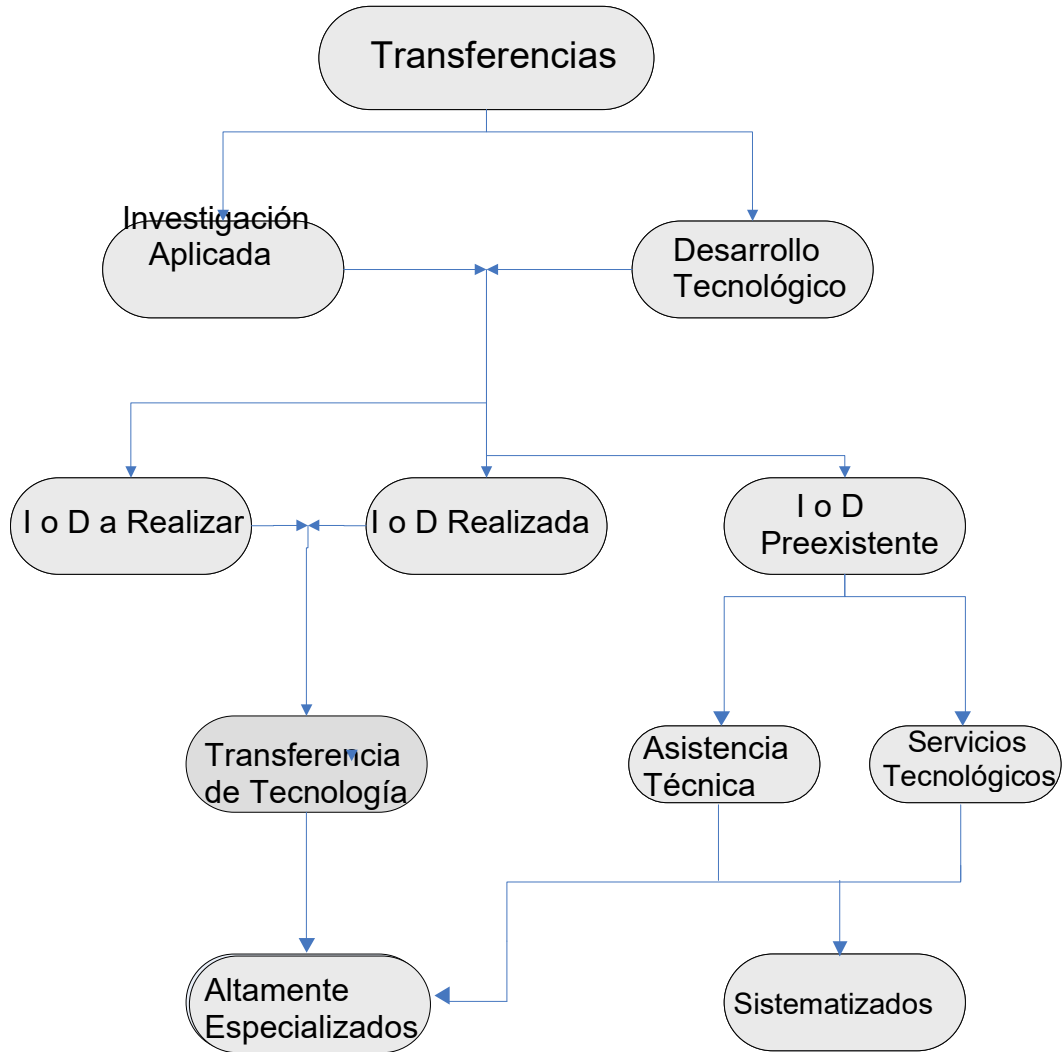 Transferencias
Investigación
Aplicada
Desarrollo
Tecnológico
I o D a Realizar
I o D Realizada
I o D
Preexistente
Transferencia
de Tecnología
Asistencia
Técnica
Servicios
Tecnológicos
Altamente
Especializados
Sistematizados